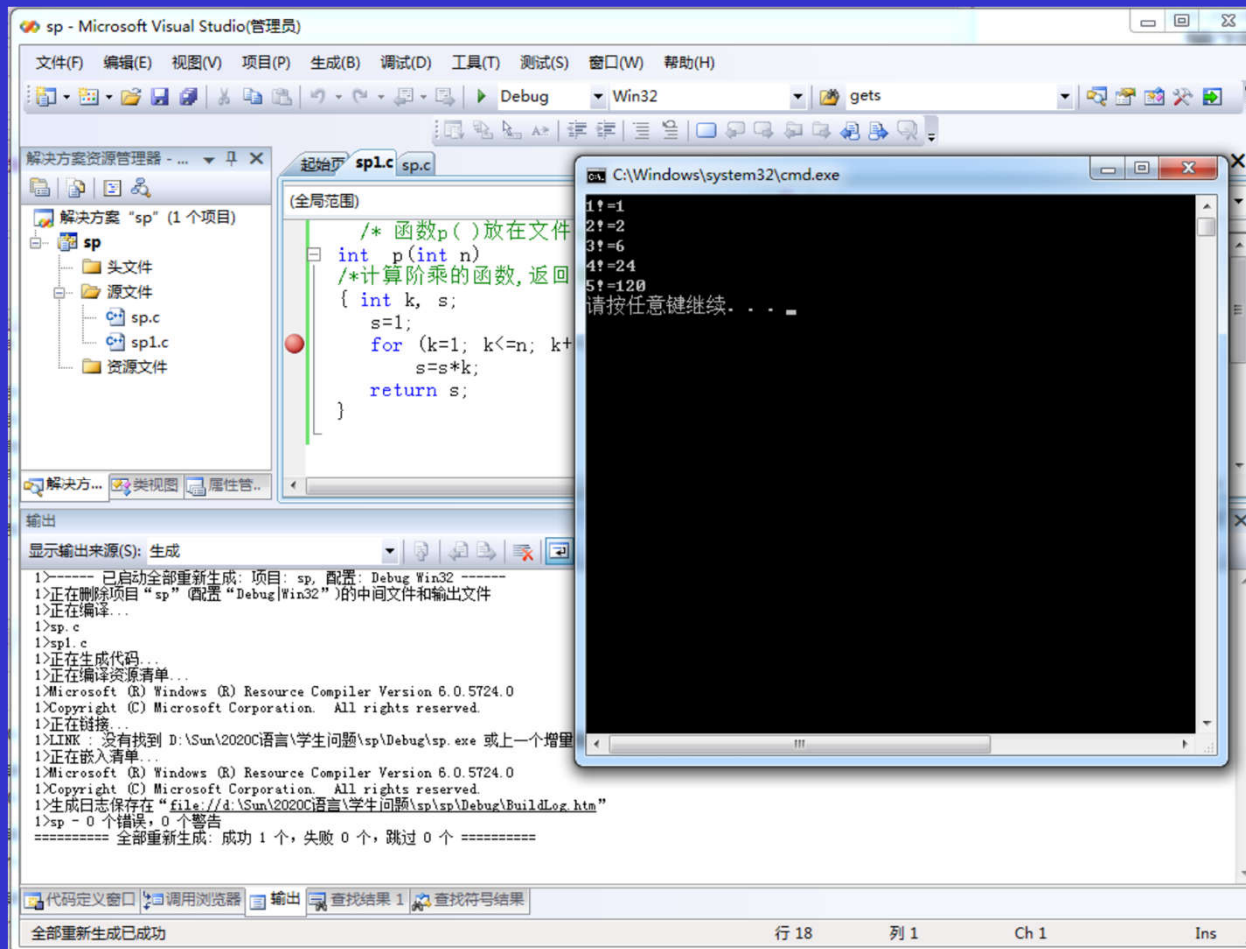 sp - Microsoft Visual Studio(管理员)
文件(F) 编辑(E) 视图(V) 项目(P) 生成(B) 调试(D) 工具(T) 测试(S) 窗口(W) 帮助(H)
Debug Win32 gets
解决方案资源管理器 - ...
解决方案 "sp" (1 个项目)
sp
头文件
源文件
sp.c
sp1.c
资源文件
解决方... 类视图 属性管..
起始页 sp1.c sp.c
(全局范围)
/* 函数p( )放在文件
int p(int n)
/*计算阶乘的函数,返回
{ int k, s;
s=1;
for (k=1; k<=n; k+
s=s*k;
return s;
}
C:\Windows\system32\cmd.exe
1!=1
2!=2
3!=6
4!=24
5!=120
请按任意键继续. . .
输出
显示输出来源(S): 生成
1>------ 已启动全部重新生成: 项目: sp, 配置: Debug Win32 ------
1>正在删除项目“sp”(配置“Debug|Win32”)的中间文件和输出文件
1>正在编译...
1>sp.c
1>sp1.c
1>正在生成代码...
1>正在编译资源清单...
1>Microsoft (R) Windows (R) Resource Compiler Version 6.0.5724.0
1>Copyright (C) Microsoft Corporation. All rights reserved.
1>正在链接...
1>LINK : 没有找到 D:\Sun\2020C语言\学生问题\sp\Debug\sp.exe 或上一个增量
1>正在嵌入清单...
1>Microsoft (R) Windows (R) Resource Compiler Version 6.0.5724.0
1>Copyright (C) Microsoft Corporation. All rights reserved.
1>生成日志保存在“file://d:\Sun\2020C语言\学生问题\sp\sp\Debug\BuildLog.htm”
1>sp - 0 个错误，0 个警告
========== 全部重新生成: 成功 1 个，失败 0 个，跳过 0 个 ==========
代码定义窗口 调用浏览器 输出 查找结果 1 查找符号结果
全部重新生成已成功 行 18 列 1 Ch 1 Ins